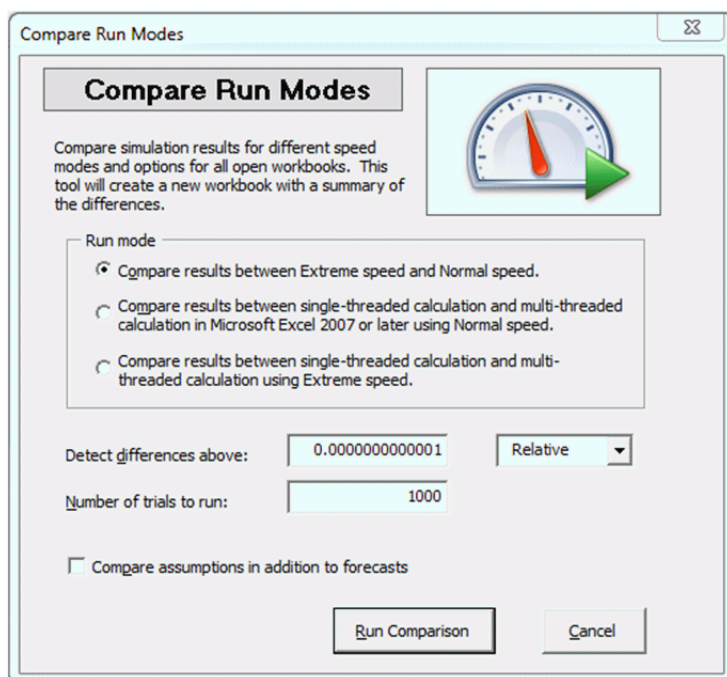 Compare Run Modes
Compare Run Modes
Compare simulation results for different speed
modes and options for all open workbooks. This
tool will create a new workbook with a summary of
the differences.
Run mode
Compare results between Extreme speed and Normal speed.
Compare results between single-threaded calculation and multi-threaded
calculation in Microsoft Excel 2007 or later using Normal speed.
Compare results between single-threaded calculation and multi-
threaded calculation using Extreme speed.
Detect differences above: 0.0000000000001 Relative
Number of trials to run: 1000
Compare assumptions in addition to forecasts
Run Comparison Cancel